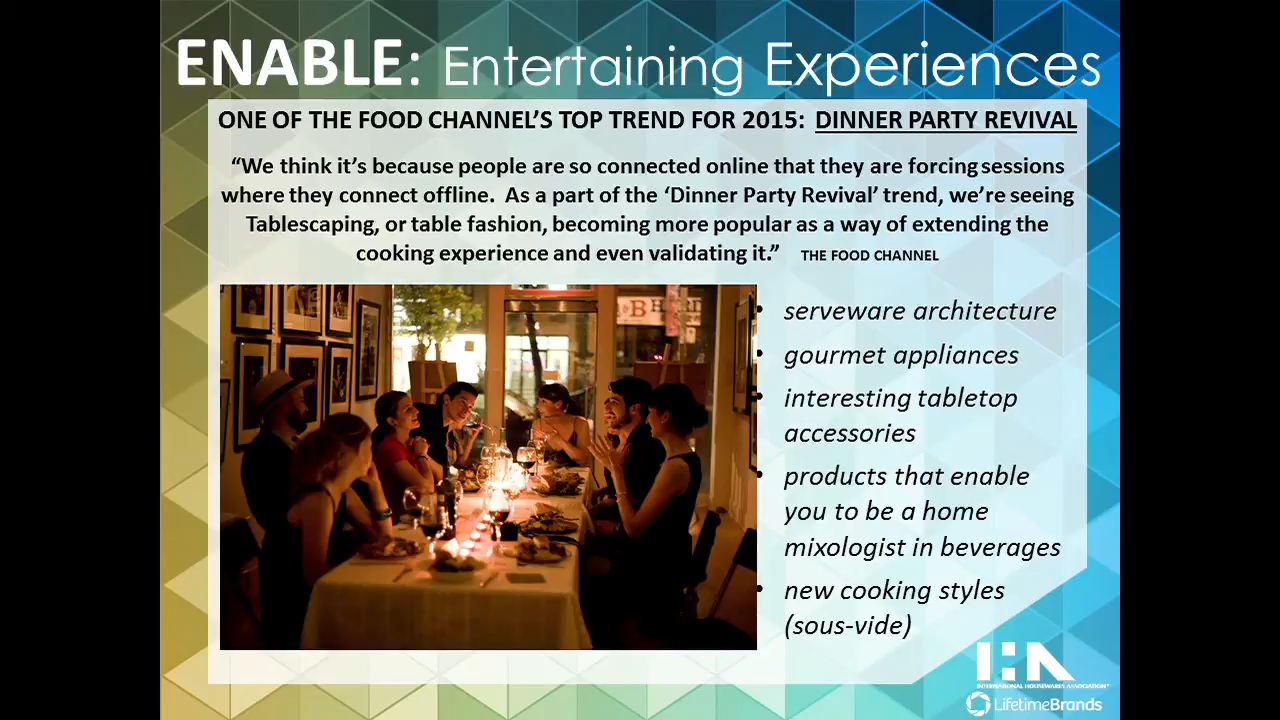 ENABLE: Entertaining Experiences
ONE OF THE FOOD CHANNEL’S TOP TREND FOR 2015: DINNER PARTY REVIVAL
“We think it’s because people are so connected online that they are forcing sessions
where they connect offline. As a part of the ‘Dinner Party Revival’ trend, we’re seeing
Tablescaping, or table fashion, becoming more popular as a way of extending the
cooking experience and even validating it.” THE FOOD CHANNEL
• serveware architecture
• gourmet appliances
• interesting tabletop
accessories
• products that enable
you to be a home
mixologist in beverages
• new cooking styles
(sous-vide)
IHA
INTERNATIONAL HOUSEWARES ASSOCIATION
LifetimeBrands